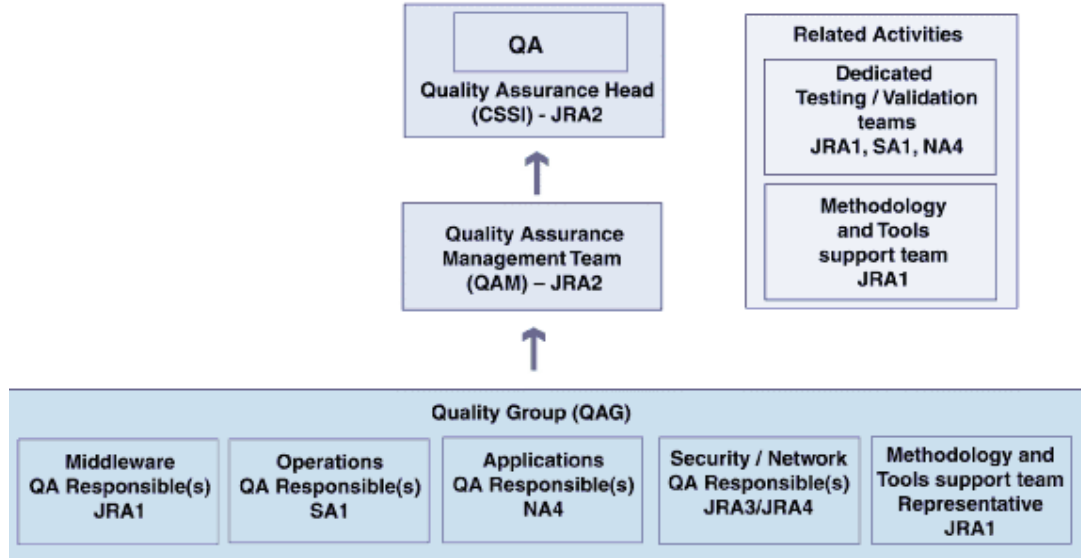 QA
Quality Assurance Head
(CSSI) - JRA2
Related Activities
Dedicated
Testing / Validation
teams
JRA1, SA1, NA4
Methodology
and Tools
support team
JRA1
Quality Assurance
Management Team
(QAM) – JRA2
Quality Group (QAG)
Middleware
QA Responsible(s)
JRA1
Operations
QA Responsible(s)
SA1
Applications
QA Responsible(s)
NA4
Security / Network
QA Responsible(s)
JRA3/JRA4
Methodology and
Tools support team
Representative
JRA1